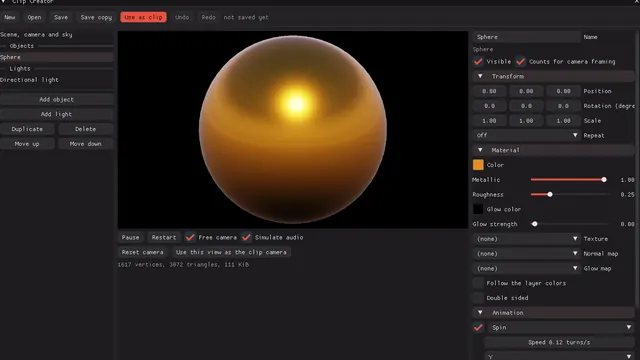 Clip Creator
New Open Save Save copy Use as clip Undo Redo not saved yet
Scene, camera and sky
Objects
Sphere
Lights
Directional light
Add object
Add light
Duplicate Delete
Move up Move down
Pause Restart Free camera Simulate audio
Reset camera Use this view as the clip camera
1617 vertices, 3072 triangles, 111 KiB
Sphere Name
Sphere
Visible Counts for camera framing
Transform
0.00 0.00 0.00 Position
0.0 0.0 0.0 Rotation (degre
1.00 1.00 1.00 Scale
Off Repeat
Material
Color
Metallic 1.00
Roughness 0.25
Glow color
Glow strength 0.00
(none) Texture
(none) Normal map
(none) Glow map
Follow the layer colors
Double sided
Animation
Spin
Speed 0.12 turns/s
Y